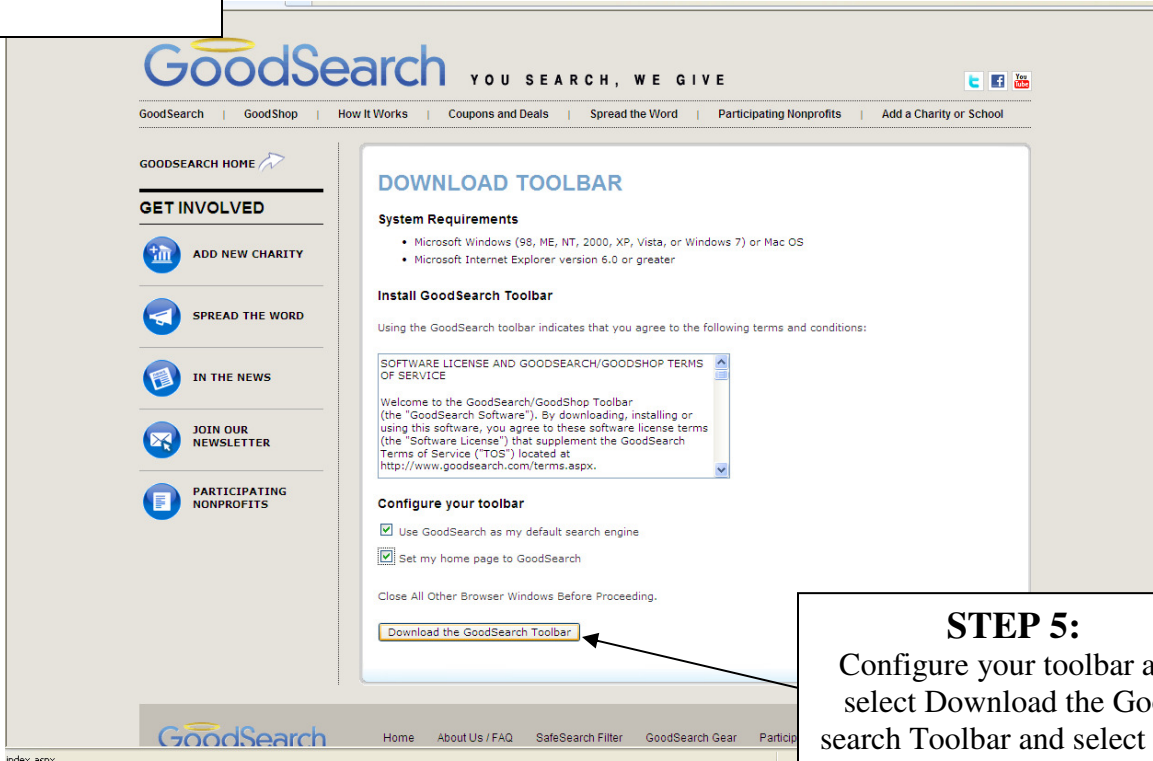 GoodSearch YOU SEARCH, WE GIVE
You Tube
GoodSearch | GoodShop | How It Works | Coupons and Deals | Spread the Word | Participating Nonprofits | Add a Charity or School
GOODSEARCH HOME
GET INVOLVED
ADD NEW CHARITY
SPREAD THE WORD
IN THE NEWS
JOIN OUR
NEWSLETTER
PARTICIPATING
NONPROFITS
DOWNLOAD TOOLBAR
System Requirements
• Microsoft Windows (98, ME, NT, 2000, XP, Vista, or Windows 7) or Mac OS
• Microsoft Internet Explorer version 6.0 or greater
Install GoodSearch Toolbar
Using the GoodSearch toolbar indicates that you agree to the following terms and conditions:
SOFTWARE LICENSE AND GOODSEARCH/GOODSHOP TERMS
OF SERVICE
Welcome to the GoodSearch/GoodShop Toolbar
(the "GoodSearch Software"). By downloading, installing or
using this software, you agree to these software license terms
(the "Software License") that supplement the GoodSearch
Terms of Service ("TOS") located at
http://www.goodsearch.com/terms.aspx.
Configure your toolbar
Use GoodSearch as my default search engine
Set my home page to GoodSearch
Close All Other Browser Windows Before Proceeding.
Download the GoodSearch Toolbar
STEP 5:
Configure your toolbar a
select Download the Go
search Toolbar and select
GoodSearch
Home About Us / FAQ SafeSearch Filter GoodSearch Gear Particip